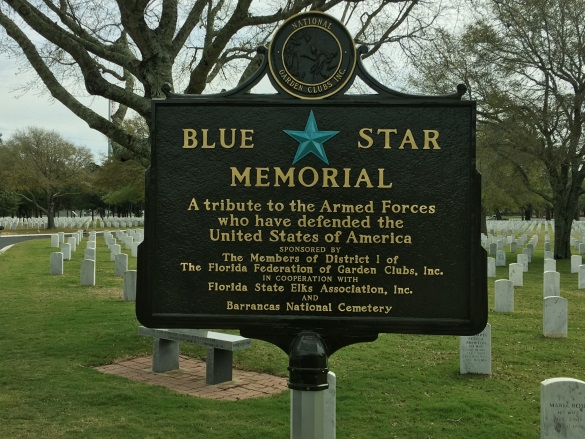 NATIONAL
GARDEN CLUBS, INC.
BLUE STAR
MEMORIAL
A tribute to the Armed Forces
who have defended the
United States of America
SPONSORED BY
The Members of District I of
The Florida Federation of Garden Clubs, Inc.
IN COOPERATION WITH
Florida State Elks Association, Inc.
AND
Barrancas National Cemetery